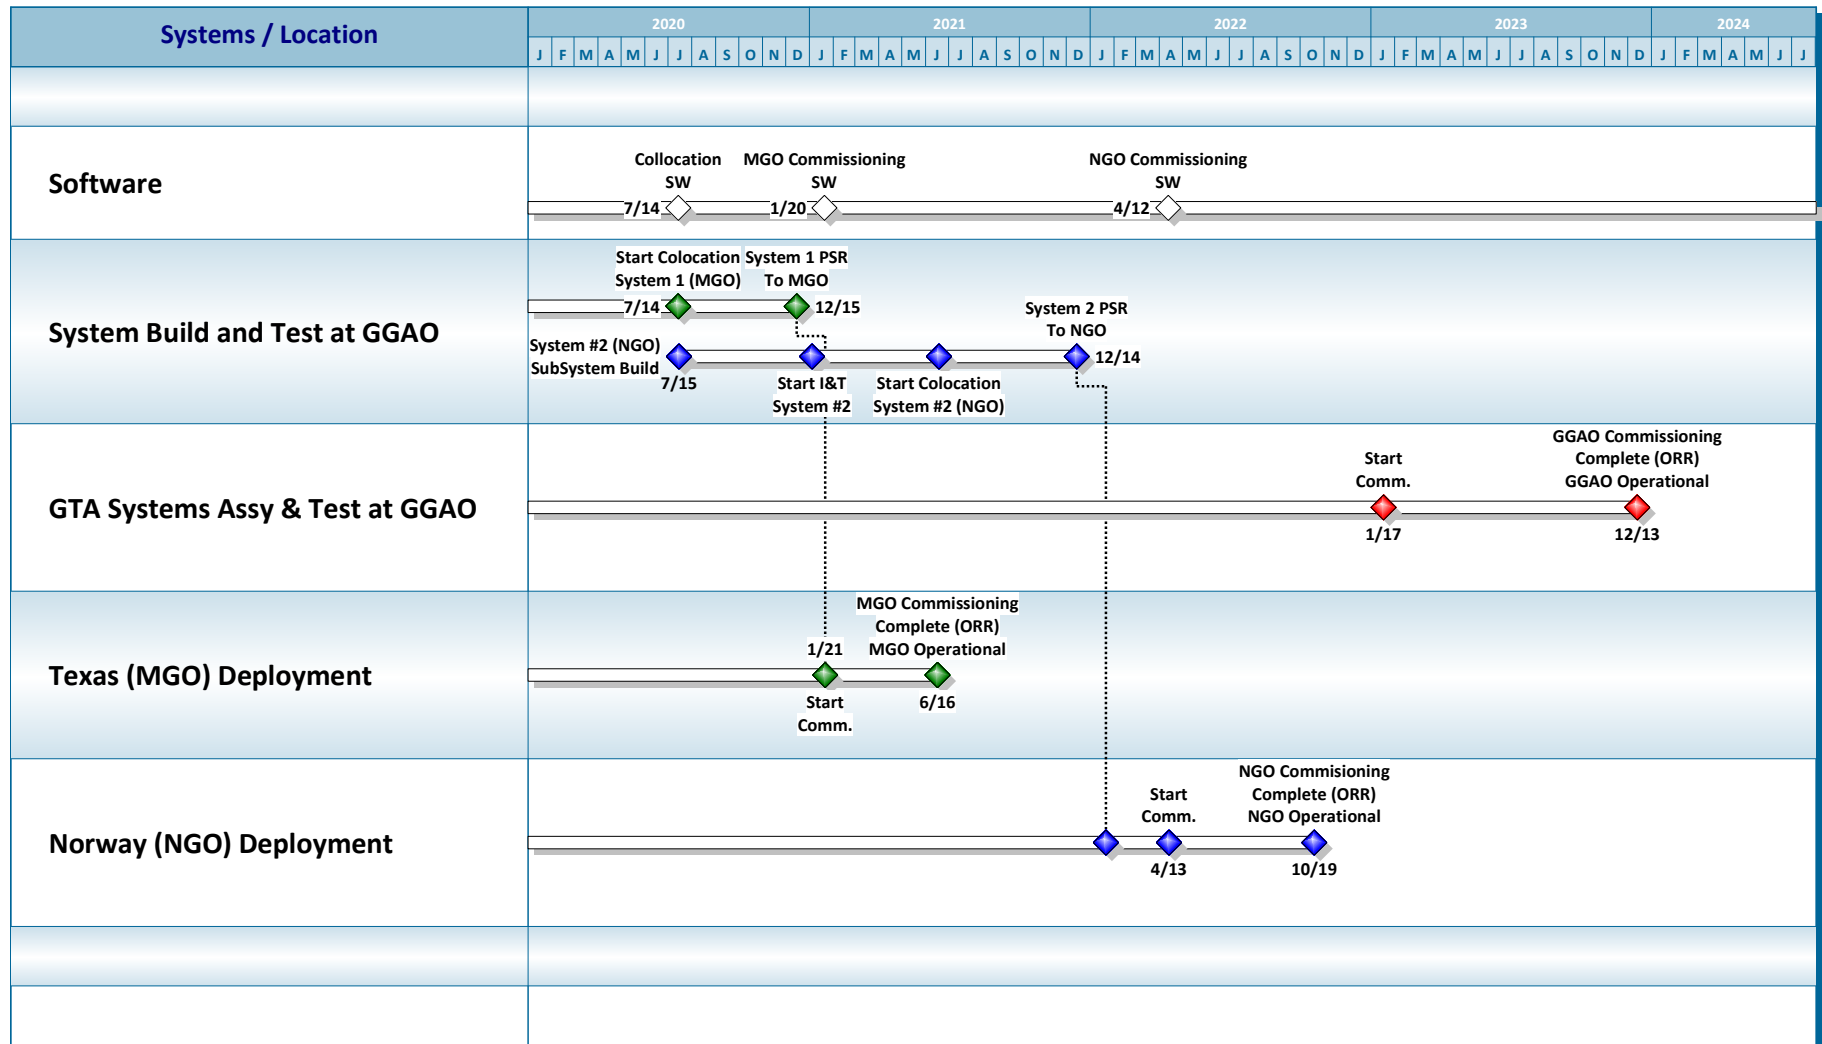 Systems / Location
2020 2021 2022 2023 2024
J F M A M J J A S O N D J F M A M J J A S O N D J F M A M J J A S O N D J F M A M J J A S O N D J F M A M J J
Software
Collocation
SW
7/14
MGO Commissioning
SW
1/20
NGO Commissioning
SW
4/12
System Build and Test at GGAO
Start Colocation
System 1 (MGO)
7/14
System 1 PSR
To MGO
12/15
System #2 (NGO)
SubSystem Build
7/15
Start I&T
System #2
Start Colocation
System #2 (NGO)
System 2 PSR
To NGO
12/14
GTA Systems Assy & Test at GGAO
Start
Comm.
1/17
GGAO Commissioning
Complete (ORR)
GGAO Operational
12/13
Texas (MGO) Deployment
1/21
Start
Comm.
MGO Commissioning
Complete (ORR)
MGO Operational
6/16
Norway (NGO) Deployment
Start
Comm.
4/13
NGO Commisioning
Complete (ORR)
NGO Operational
10/19